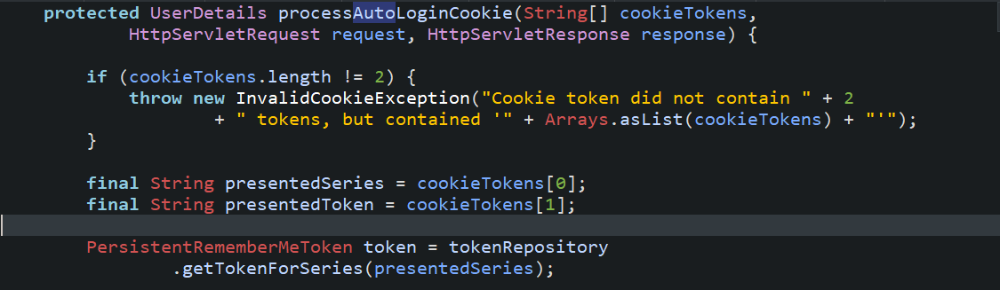 protected UserDetails processAutoLoginCookie(String[] cookieTokens,
HttpServletRequest request, HttpServletResponse response) {
if (cookieTokens.length != 2) {
throw new InvalidCookieException("Cookie token did not contain " + 2
+ " tokens, but contained '" + Arrays.asList(cookieTokens) + "'");
}
final String presentedSeries = cookieTokens[0];
final String presentedToken = cookieTokens[1];
PersistentRememberMeToken token = tokenRepository
.getTokenForSeries(presentedSeries);